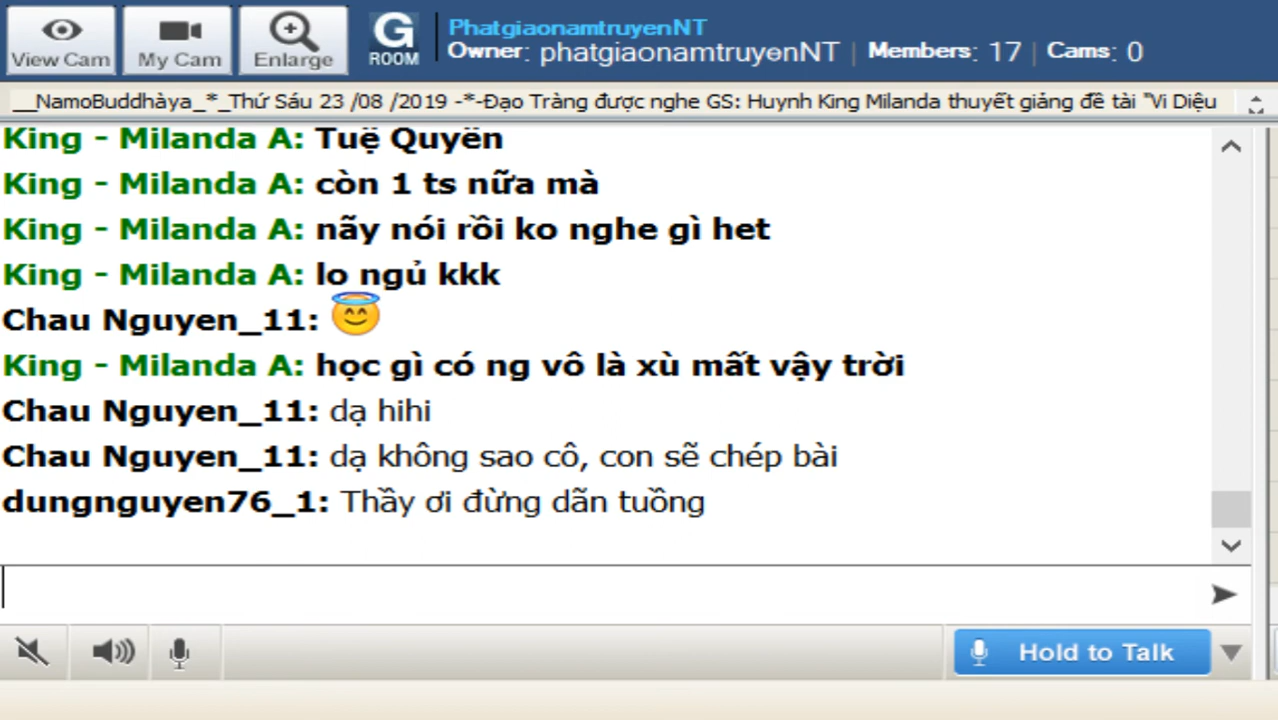 View Cam
My Cam
Enlarge
G
ROOM
PhatgiaonamtruyenNT
Owner: phatgiaonamtruyenNT | Members: 17 | Cams: 0
__NamoBuddhàya_*_Thứ Sáu 23 /08 /2019 -*-Đạo Tràng được nghe GS: Huynh King Milanda thuyết giảng đề tài "Vi Diệu
King - Milanda A: Tuệ Quyên
King - Milanda A: còn 1 ts nữa mà
King - Milanda A: nãy nói rồi ko nghe gì het
King - Milanda A: lo ngủ kkk
Chau Nguyen_11: 😇
King - Milanda A: học gì có ng vô là xù mất vậy trời
Chau Nguyen_11: dạ hihi
Chau Nguyen_11: dạ không sao cô, con sẽ chép bài
dungnguyen76_1: Thầy ơi đừng dãn tuồng
Hold to Talk